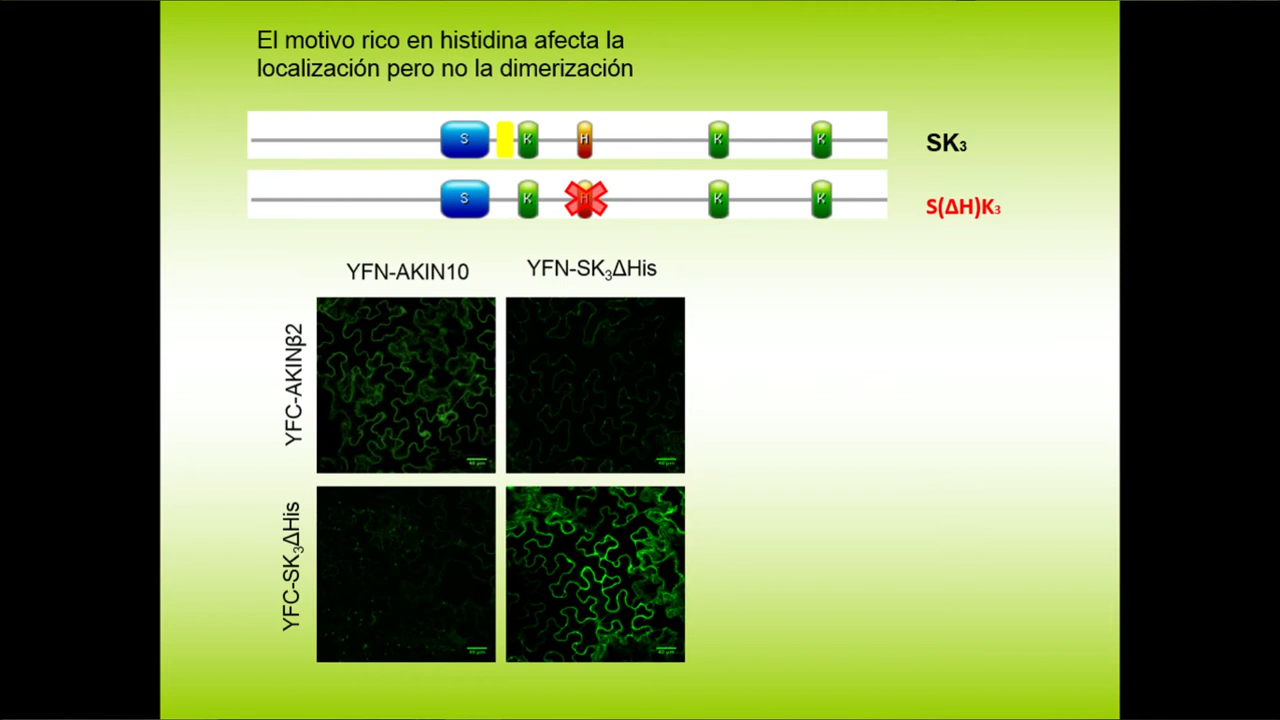 El motivo rico en histidina afecta la
localización pero no la dimerización
S K H K K
SK₃
S K H K K
S(ΔH)K₃
YFN-AKIN10
YFN-SK₃ΔHis
YFC-AKINβ2
YFC-SK₃ΔHis